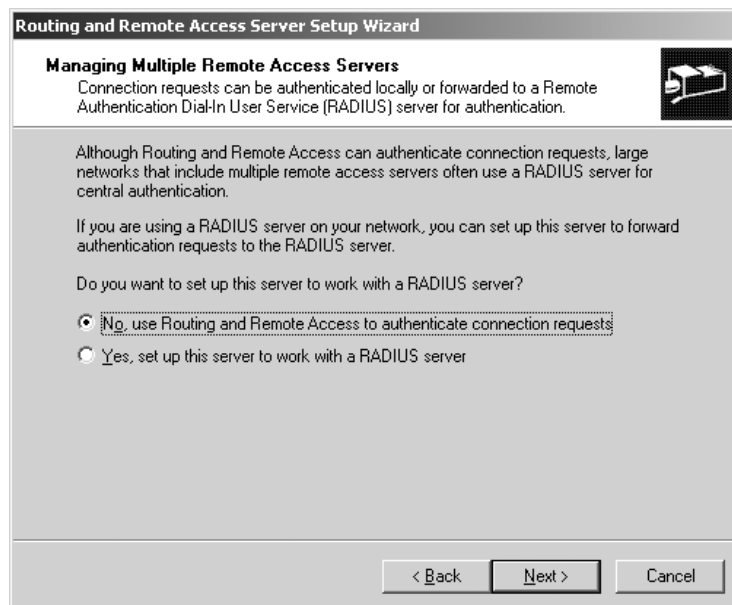 Routing and Remote Access Server Setup Wizard
Managing Multiple Remote Access Servers
Connection requests can be authenticated locally or forwarded to a Remote
Authentication Dial-In User Service (RADIUS) server for authentication.
Although Routing and Remote Access can authenticate connection requests, large
networks that include multiple remote access servers often use a RADIUS server for
central authentication.
If you are using a RADIUS server on your network, you can set up this server to forward
authentication requests to the RADIUS server.
Do you want to set up this server to work with a RADIUS server?
No, use Routing and Remote Access to authenticate connection requests
Yes, set up this server to work with a RADIUS server
< Back Next > Cancel